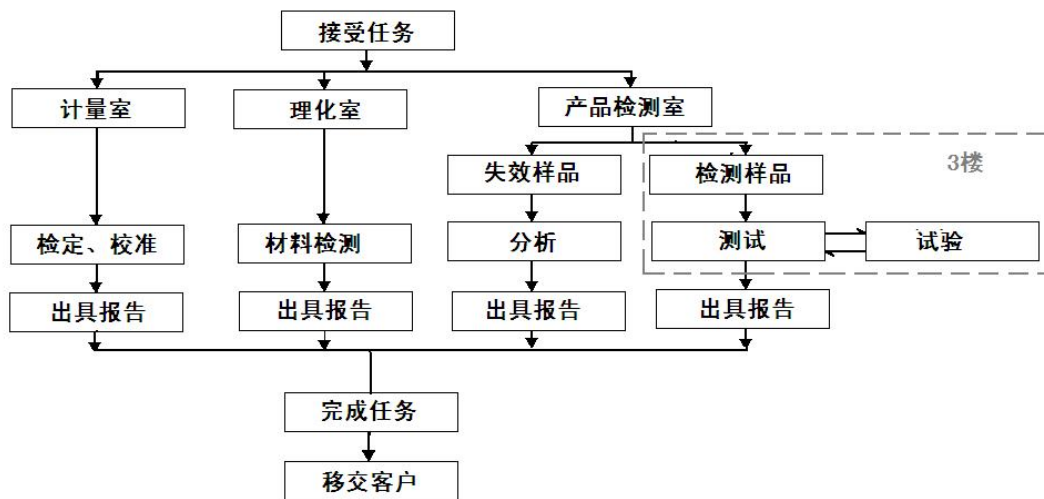 接受任务
计量室
理化室
产品检测室
3楼
失效样品
检测样品
检定、校准
材料检测
分析
测试
试验
出具报告
出具报告
出具报告
出具报告
完成任务
移交客户